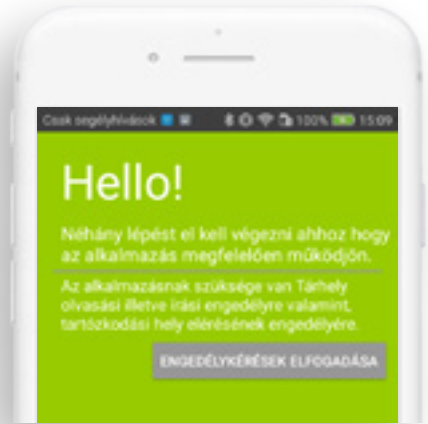 Csak segélyhívások 100% 15:09
Hello!
Néhány lépést el kell végezni ahhoz hogy
az alkalmazás megfelelően működjön.
Az alkalmazásnak szüksége van Tárhely
olvasási illetve írási engedélyre valamint,
tartózkodási hely elérésének engedélyére.
ENGEDÉLYKÉRÉSEK ELFOGADÁSA